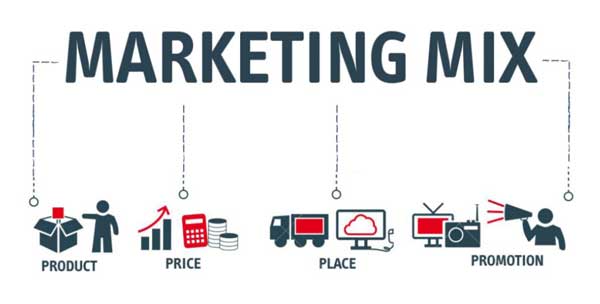 MARKETING MIX
PRODUCT
PRICE
PLACE
PROMOTION